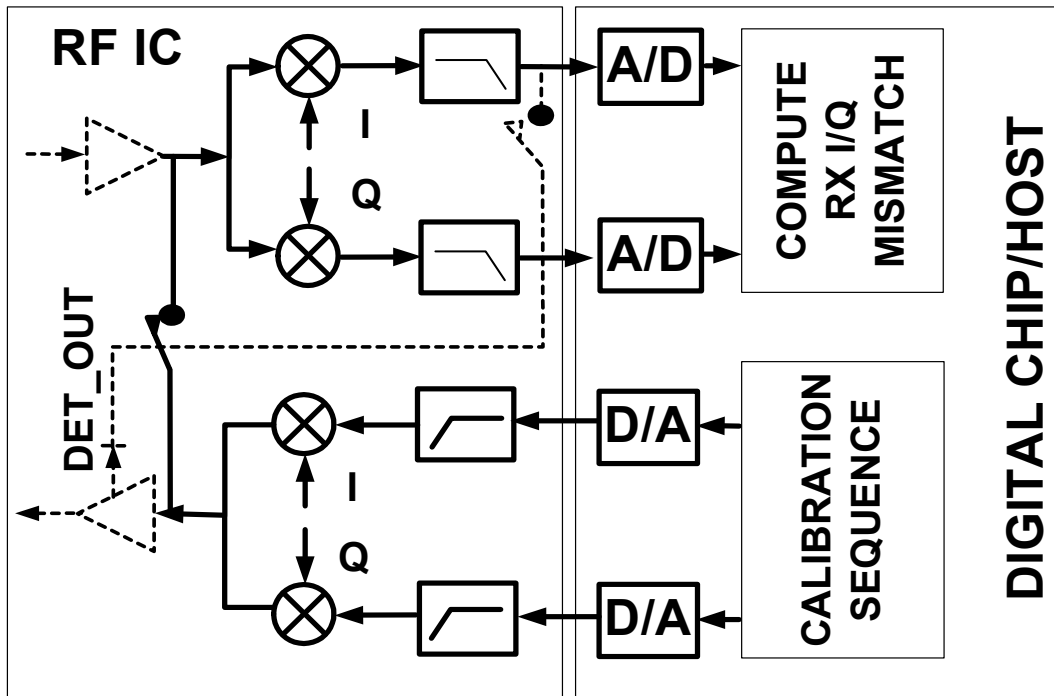 RF IC
I
Q
A/D
A/D
COMPUTE
RX I/Q
MISMATCH
DIGITAL CHIP/HOST
DET_OUT
I
Q
D/A
D/A
CALIBRATION
SEQUENCE